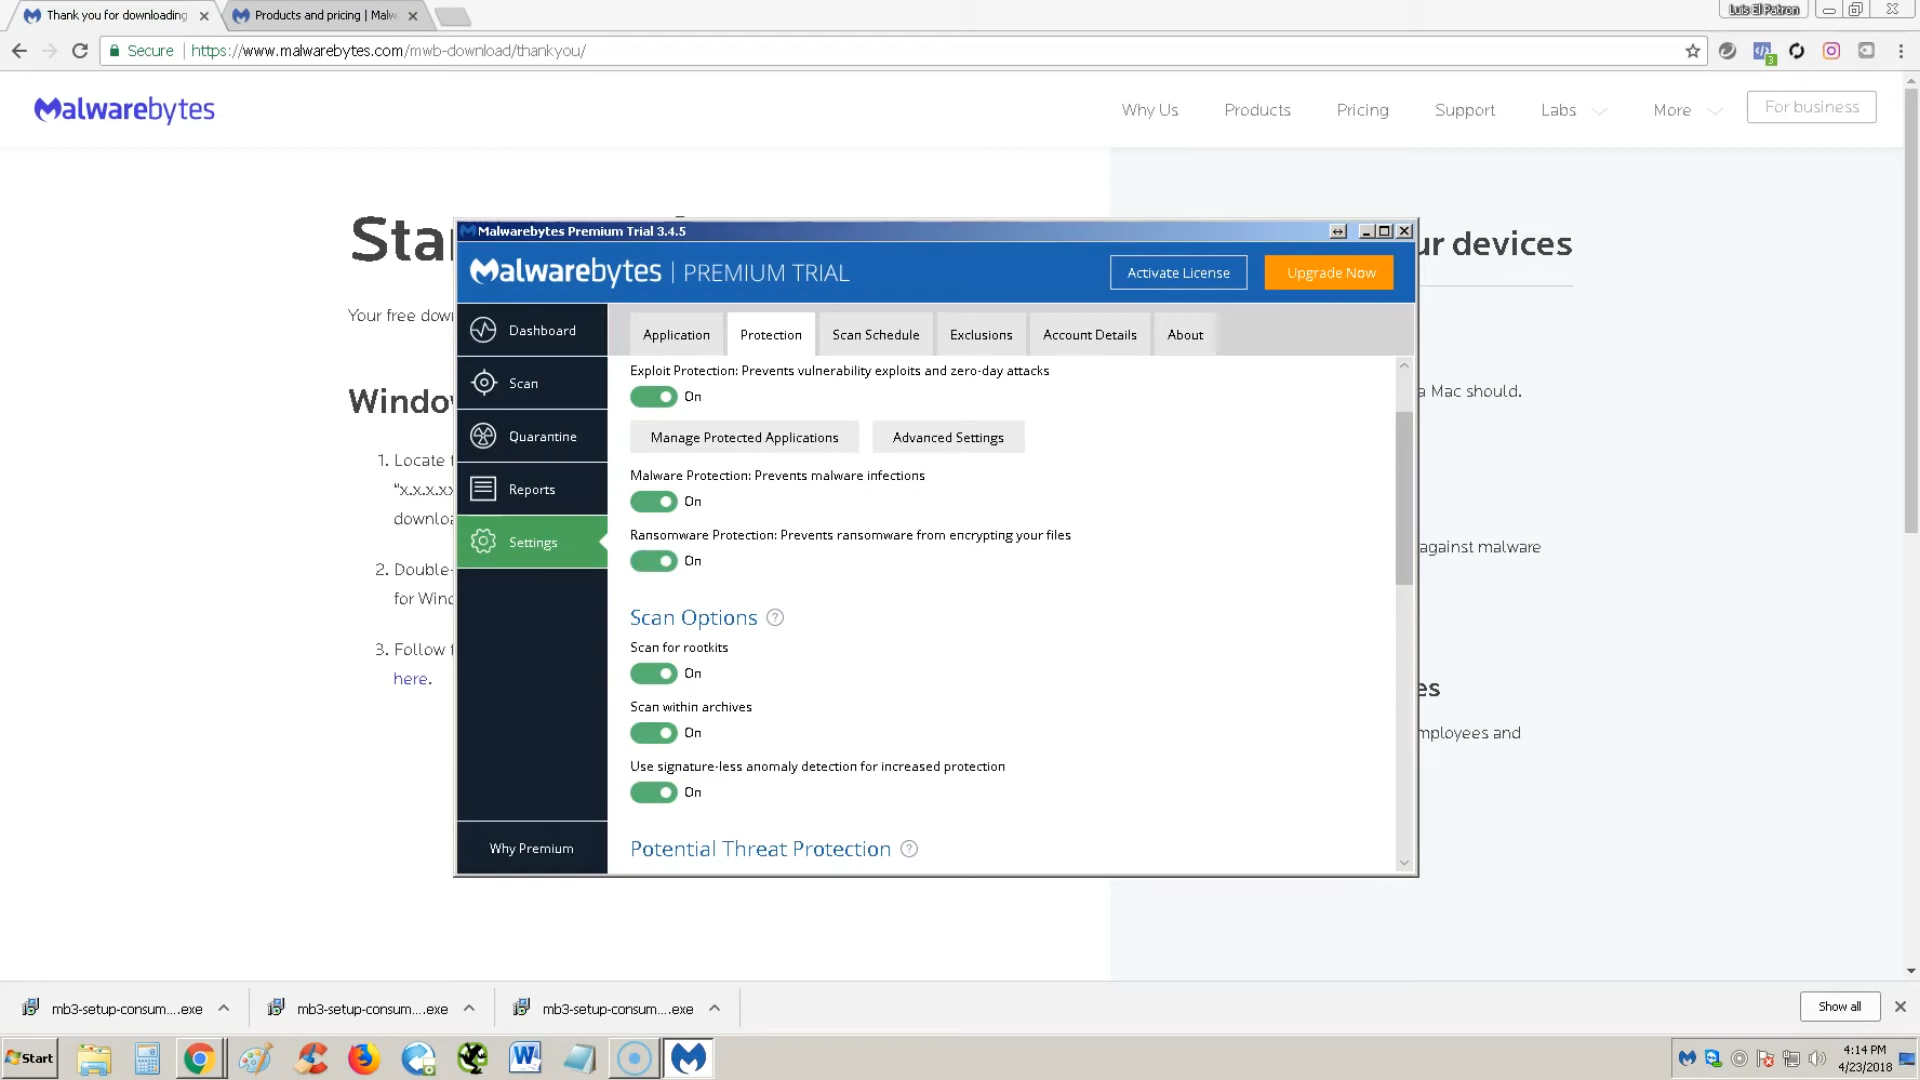 Thank you for downloading
Products and pricing | Malw
Luis El Patron
Secure
https://www.malwarebytes.com/mwb-download/thankyou/
3
Malwarebytes
Why Us
Products
Pricing
Support
Labs
More
For business
Sta
ur devices
Your free dow
Windo
a Mac should.
1. Locate
"x.x.x.x
downloa
2. Double-
for Wind
against malware
3. Follow
here.
es
mployees and
Malwarebytes Premium Trial 3.4.5
Malwarebytes | PREMIUM TRIAL
Activate License
Upgrade Now
Dashboard
Scan
Quarantine
Reports
Settings
Why Premium
Application
Protection
Scan Schedule
Exclusions
Account Details
About
Exploit Protection: Prevents vulnerability exploits and zero-day attacks
On
Manage Protected Applications
Advanced Settings
Malware Protection: Prevents malware infections
On
Ransomware Protection: Prevents ransomware from encrypting your files
On
Scan Options ?
Scan for rootkits
On
Scan within archives
On
Use signature-less anomaly detection for increased protection
On
Potential Threat Protection ?
mb3-setup-consum....exe
mb3-setup-consum....exe
mb3-setup-consum....exe
Show all
Start
4:14 PM
4/23/2018